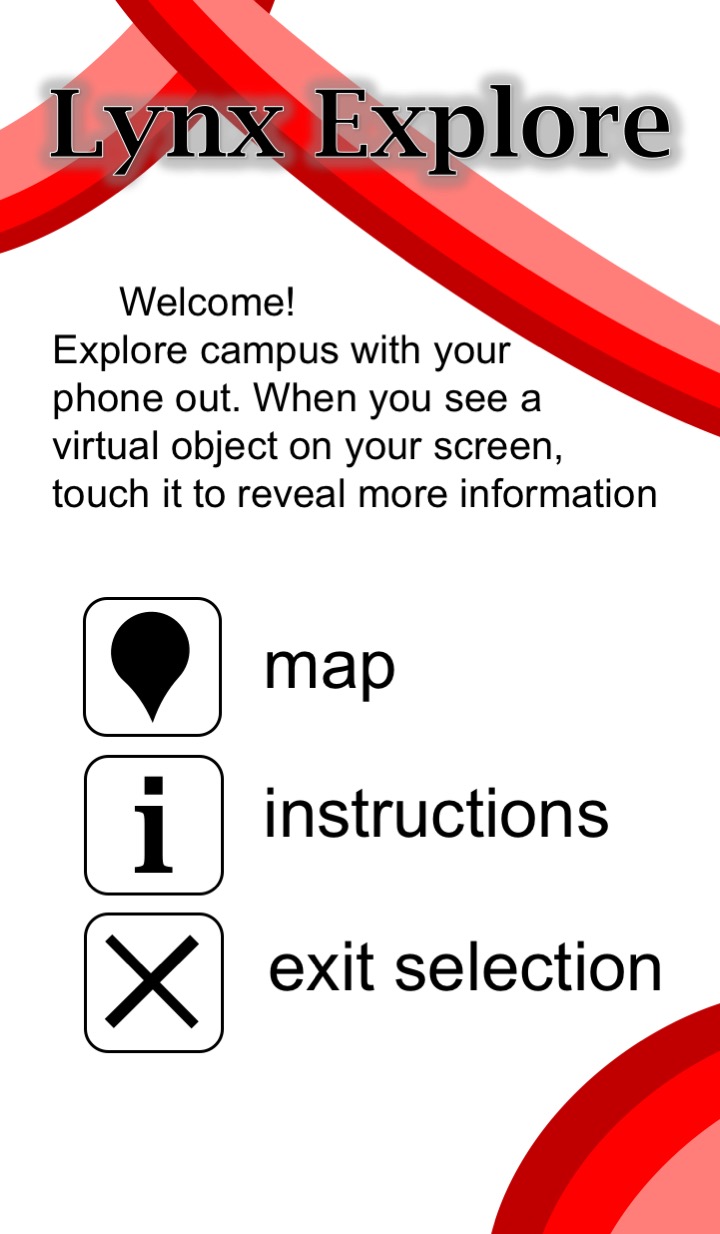 Lynx Explore
Welcome!
Explore campus with your
phone out. When you see a
virtual object on your screen,
touch it to reveal more information
map
i
instructions
exit selection